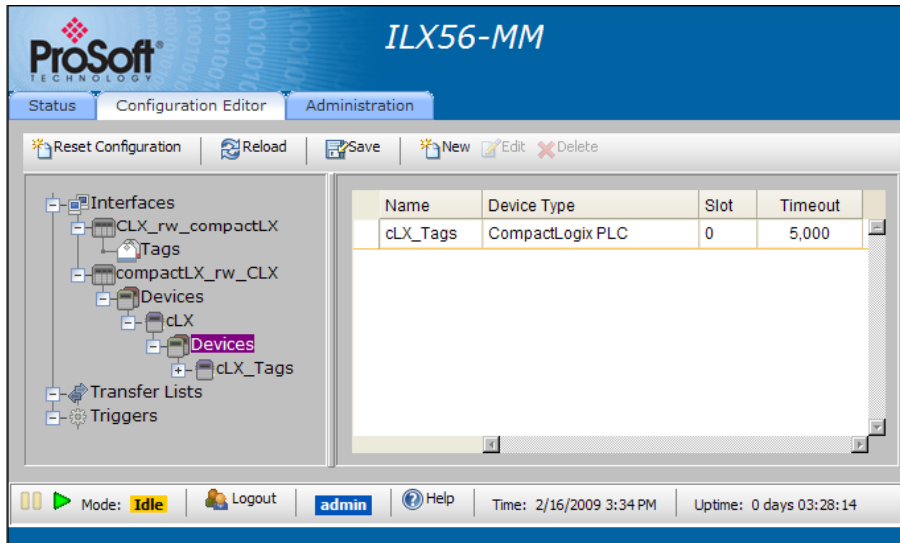 ProSoft®
TECHNOLOGY
ILX56-MM
Status Configuration Editor Administration
Reset Configuration Reload Save New Edit Delete
Interfaces
CLX_rw_compactLX
Tags
compactLX_rw_CLX
Devices
cLX
Devices
cLX_Tags
Transfer Lists
Triggers
Name Device Type Slot Timeout
cLX_Tags CompactLogix PLC 0 5,000
Mode: Idle Logout admin Help Time: 2/16/2009 3:34 PM Uptime: 0 days 03:28:14